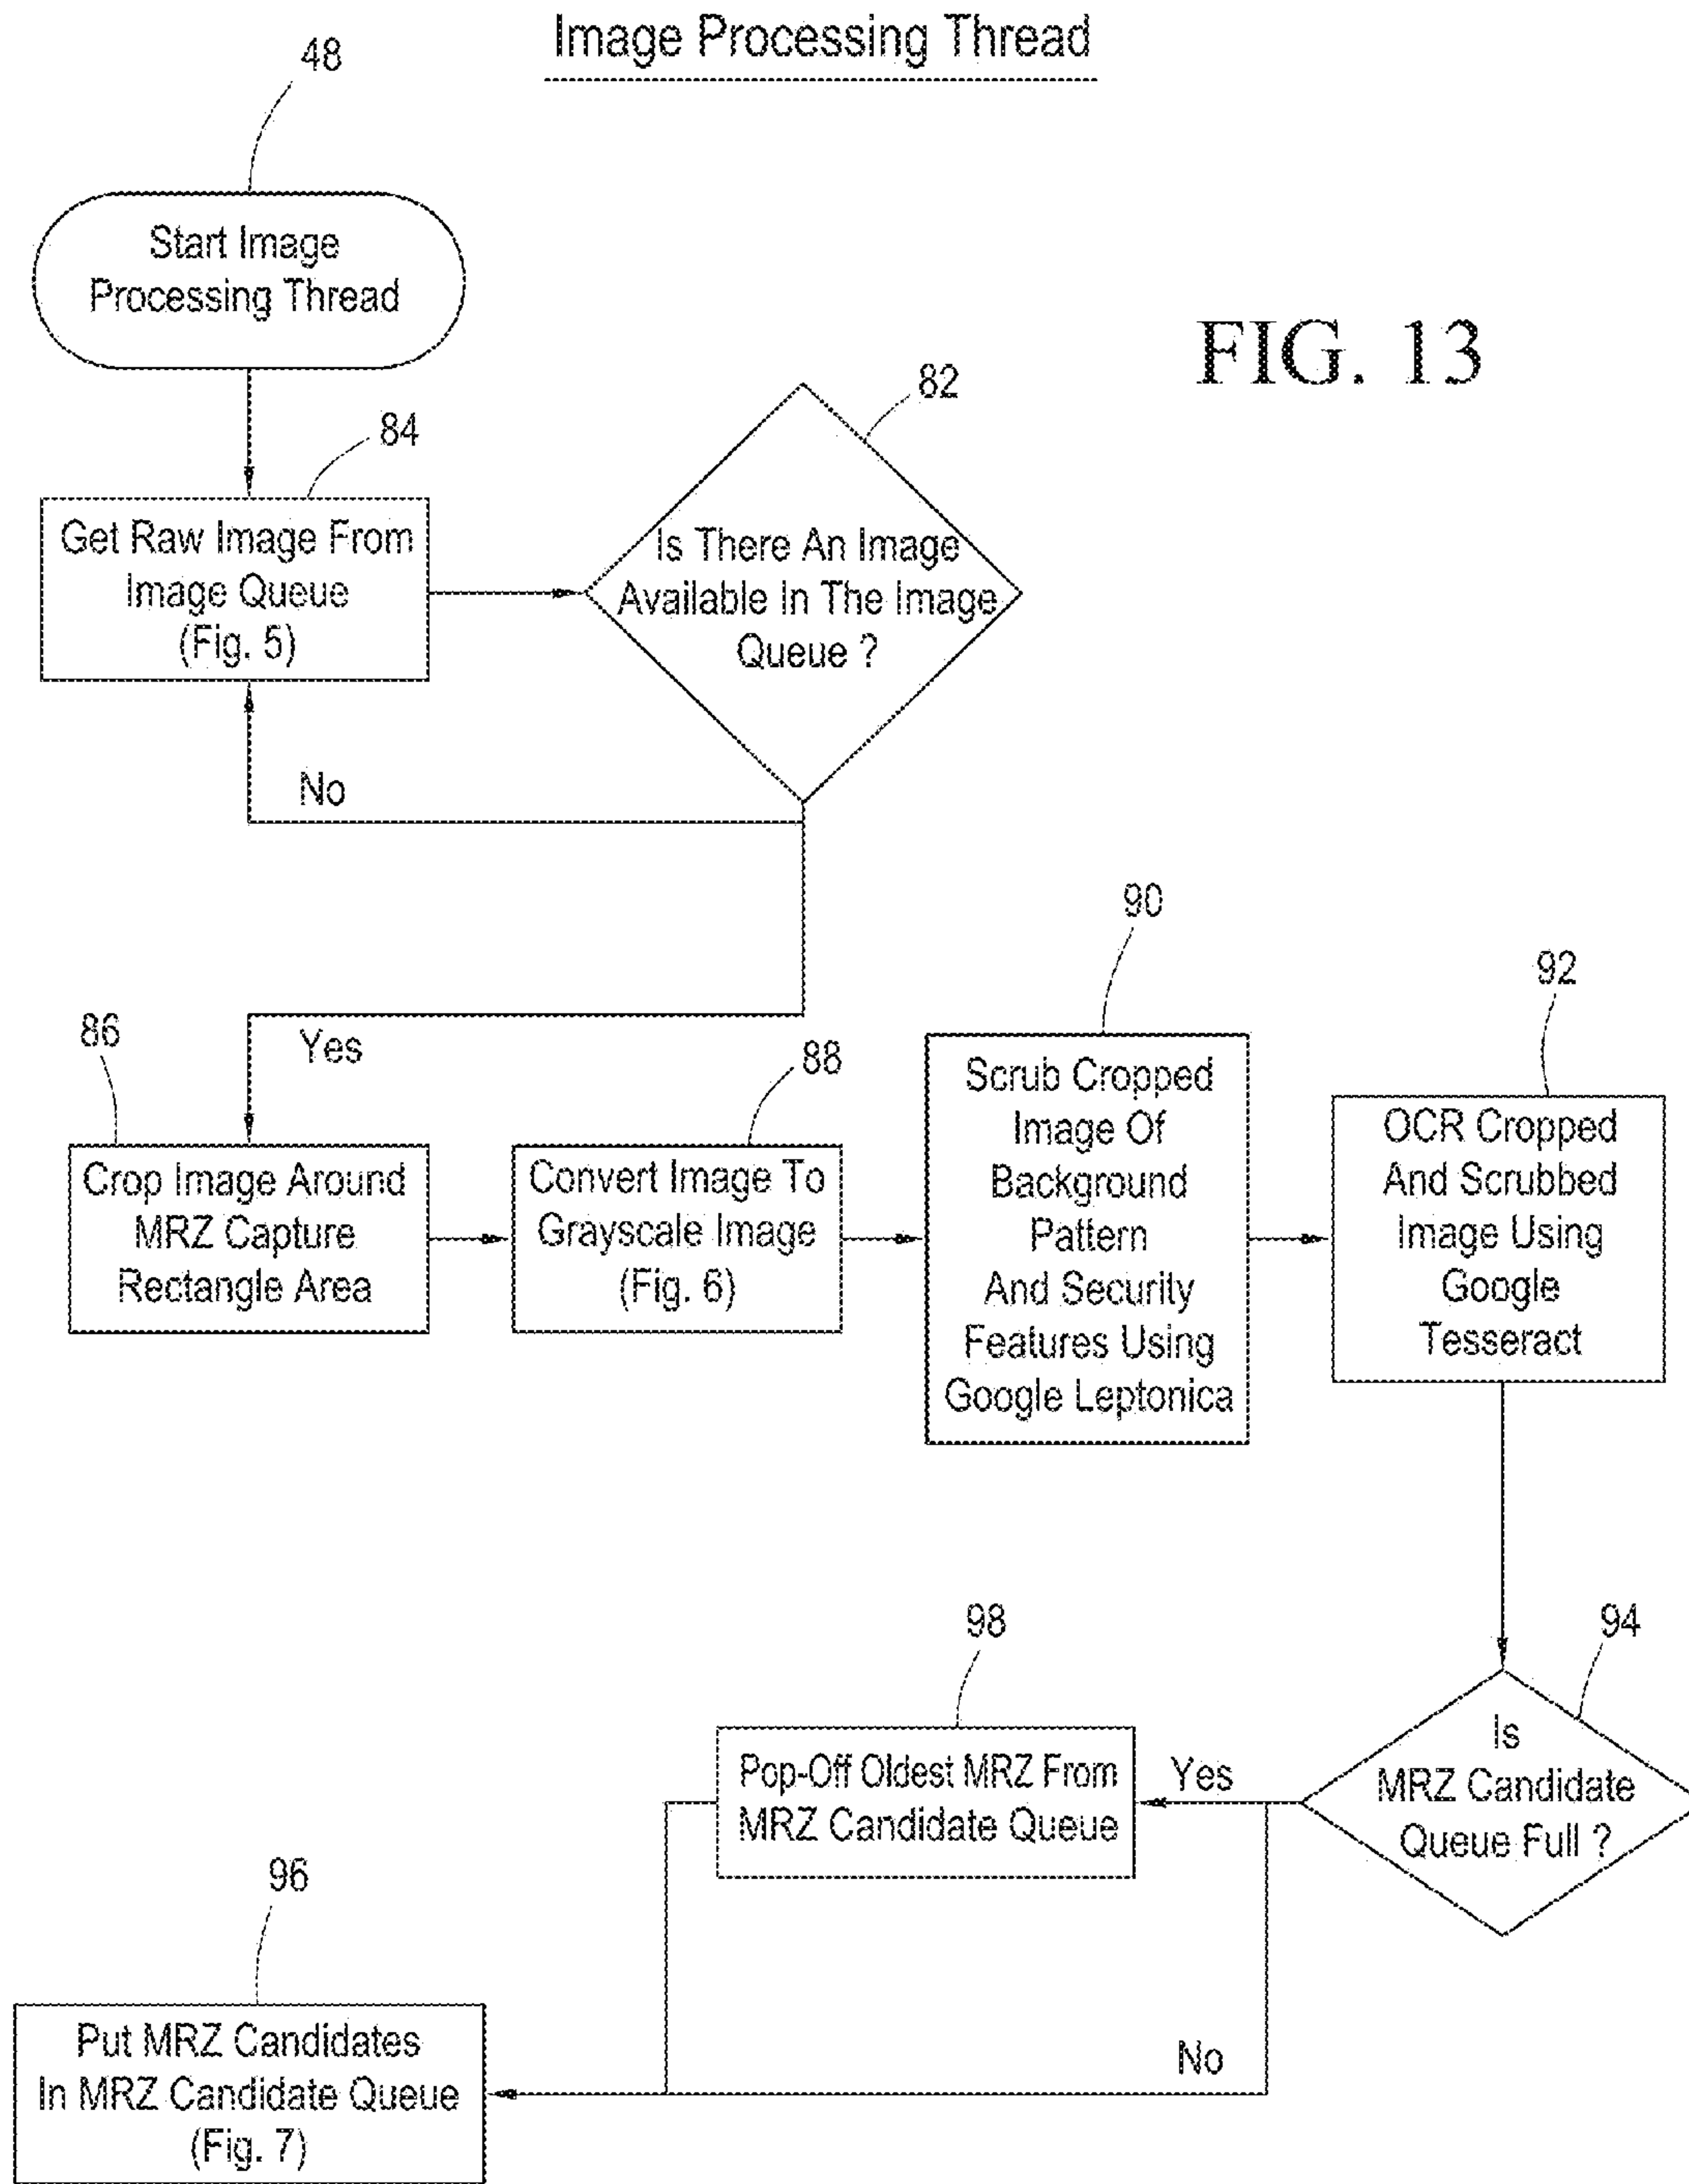 Image Processing Thread
48
Start Image
Processing Thread
FIG. 13
84
Get Raw Image From
Image Queue
(Fig. 5)
82
Is There An Image
Available In The Image
Queue ?
No
Yes
86
Crop Image Around
MRZ Capture
Rectangle Area
88
Convert Image To
Grayscale Image
(Fig. 6)
90
Scrub Cropped
Image Of
Background
Pattern
And Security
Features Using
Google Leptonica
92
OCR Cropped
And Scrubbed
Image Using
Google
Tesseract
94
Is
MRZ Candidate
Queue Full ?
Yes
98
Pop-Off Oldest MRZ From
MRZ Candidate Queue
No
96
Put MRZ Candidates
In MRZ Candidate Queue
(Fig. 7)